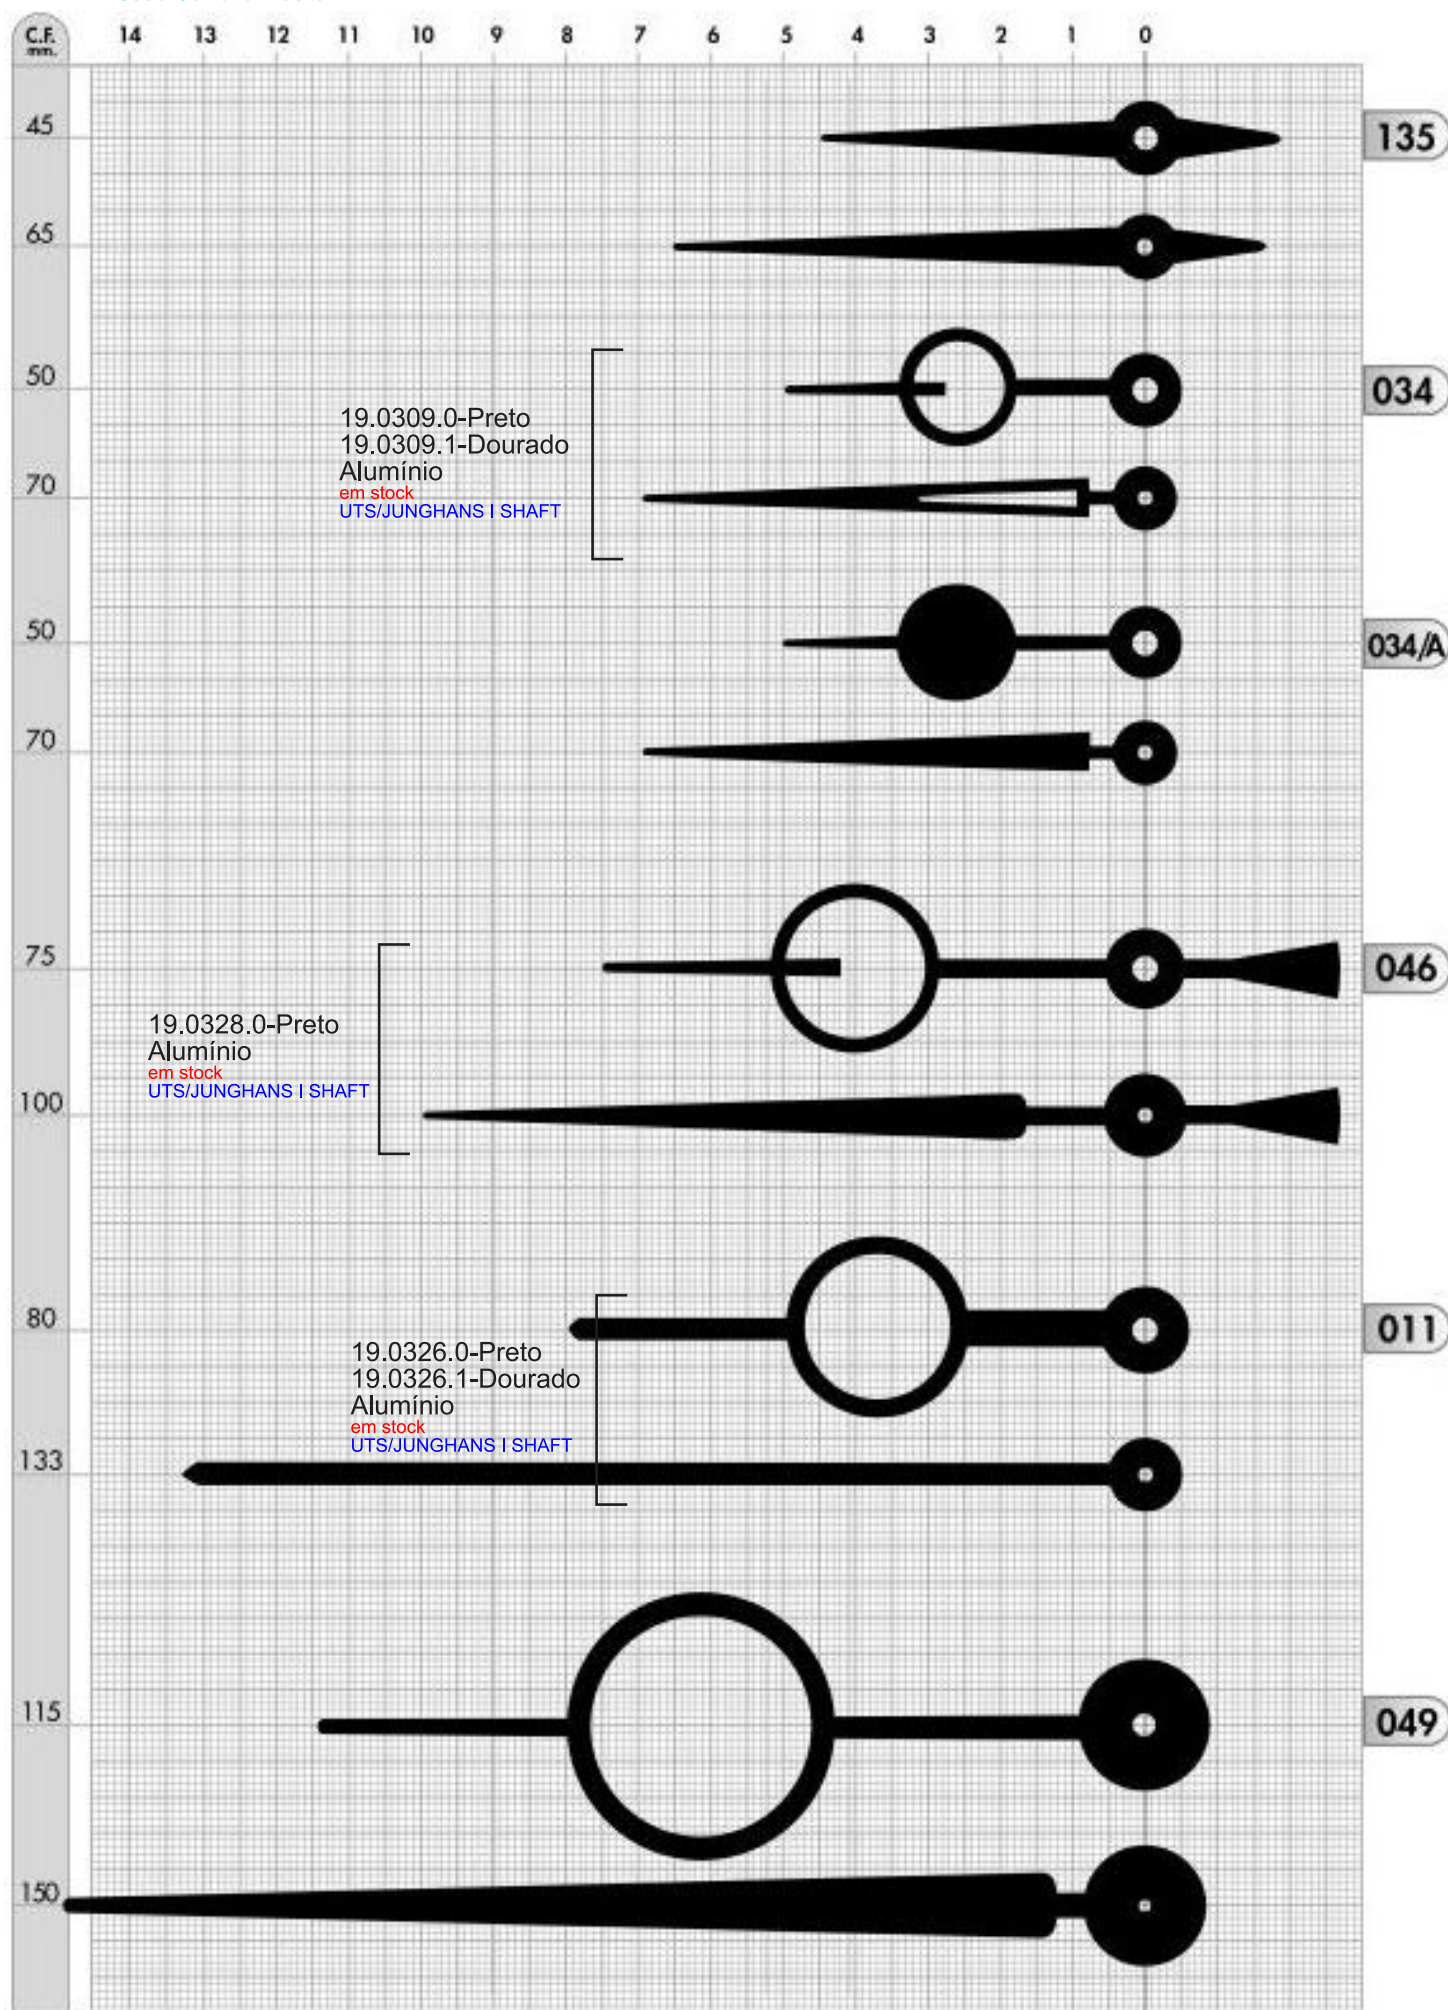 C.F. 14 13 12 11 10 9 8 7 6 5 4 3 2 1 0
mm.
45 135
65
50 034
19.0309.0-Preto
19.0309.1-Dourado
Alumínio
em stock
UTS/JUNGHANS I SHAFT
70
50 034/A
70
75 046
19.0328.0-Preto
Alumínio
em stock
UTS/JUNGHANS I SHAFT
100
80 011
19.0326.0-Preto
19.0326.1-Dourado
Alumínio
em stock
UTS/JUNGHANS I SHAFT
133
115 049
150